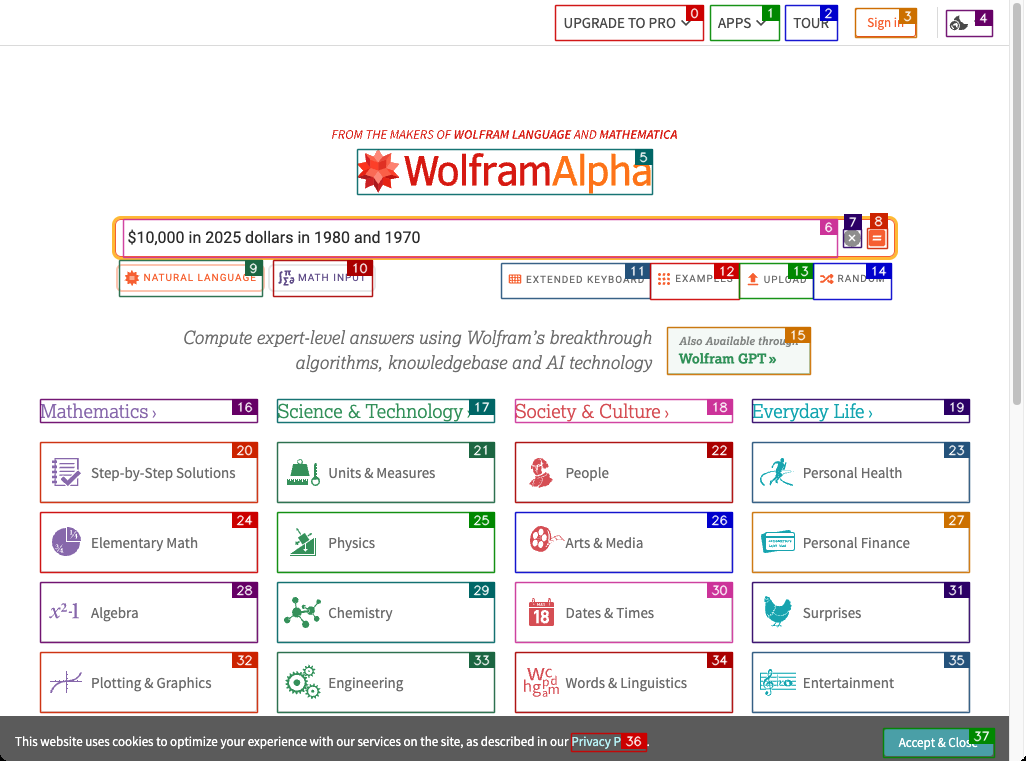 UPGRADE TO PRO 0
APPS 1
TOUR 2
Sign in 3
4
FROM THE MAKERS OF WOLFRAM LANGUAGE AND MATHEMATICA
WolframAlpha 5
$10,000 in 2025 dollars in 1980 and 1970 6
7
8
NATURAL LANGUAGE 9
MATH INPUT 10
EXTENDED KEYBOARD 11
EXAMPLES 12
UPLOAD 13
RANDOM 14
Compute expert-level answers using Wolfram's breakthrough
algorithms, knowledgebase and AI technology
Also Available through 15
Wolfram GPT »
Mathematics › 16
Science & Technology › 17
Society & Culture › 18
Everyday Life › 19
Step-by-Step Solutions 20
Units & Measures 21
People 22
Personal Health 23
Elementary Math 24
Physics 25
Arts & Media 26
Personal Finance 27
x²-1 Algebra 28
Chemistry 29
18 Dates & Times 30
Surprises 31
Plotting & Graphics 32
Engineering 33
Words & Linguistics 34
Entertainment 35
This website uses cookies to optimize your experience with our services on the site, as described in our Privacy P 36 .
Accept & Close 37